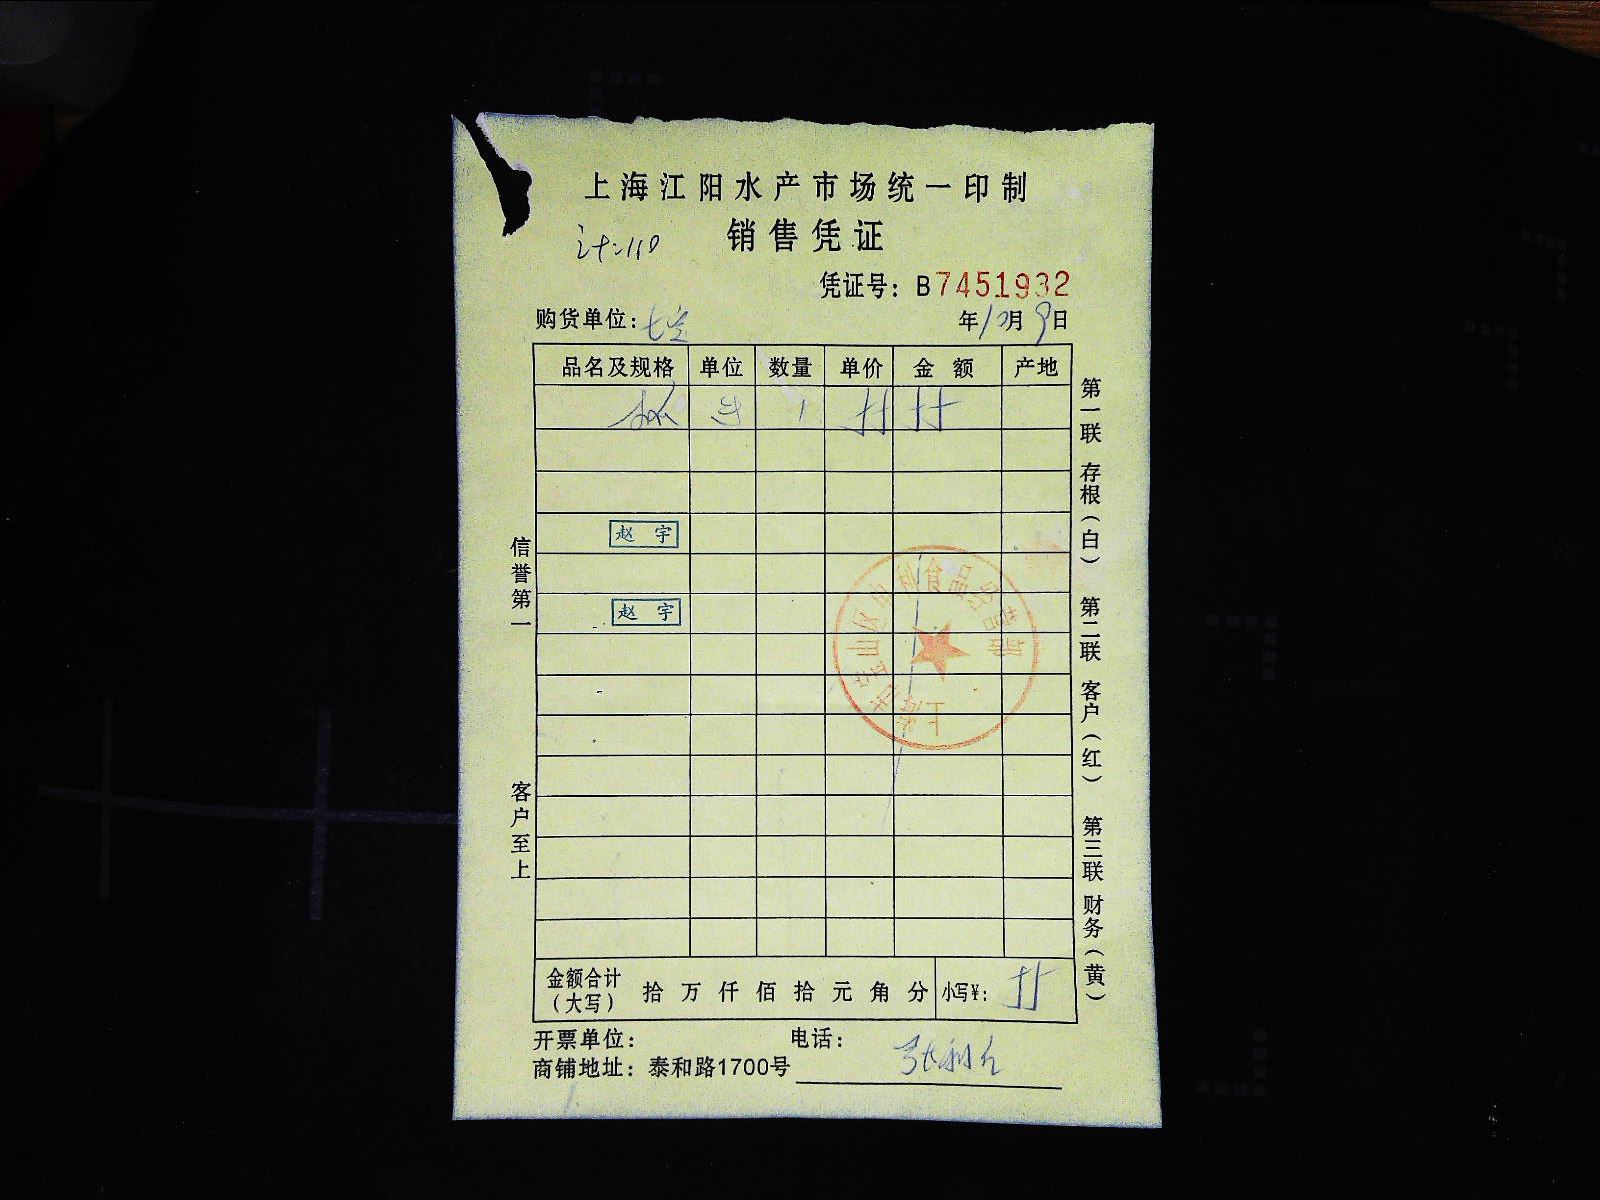 上海江阳水产市场统一印制
销售凭证
凭证号：B7451932
购货单位：
年10月9日
品名及规格 单位 数量 单价 金额 产地
1
赵宇
赵宇
金额合计（大写） 拾万仟佰拾元角分 小写¥：
开票单位： 电话：
商铺地址：泰和路1700号
信誉第一 客户至上
第一联 存根（白） 第二联 客户（红） 第三联 财务（黄）